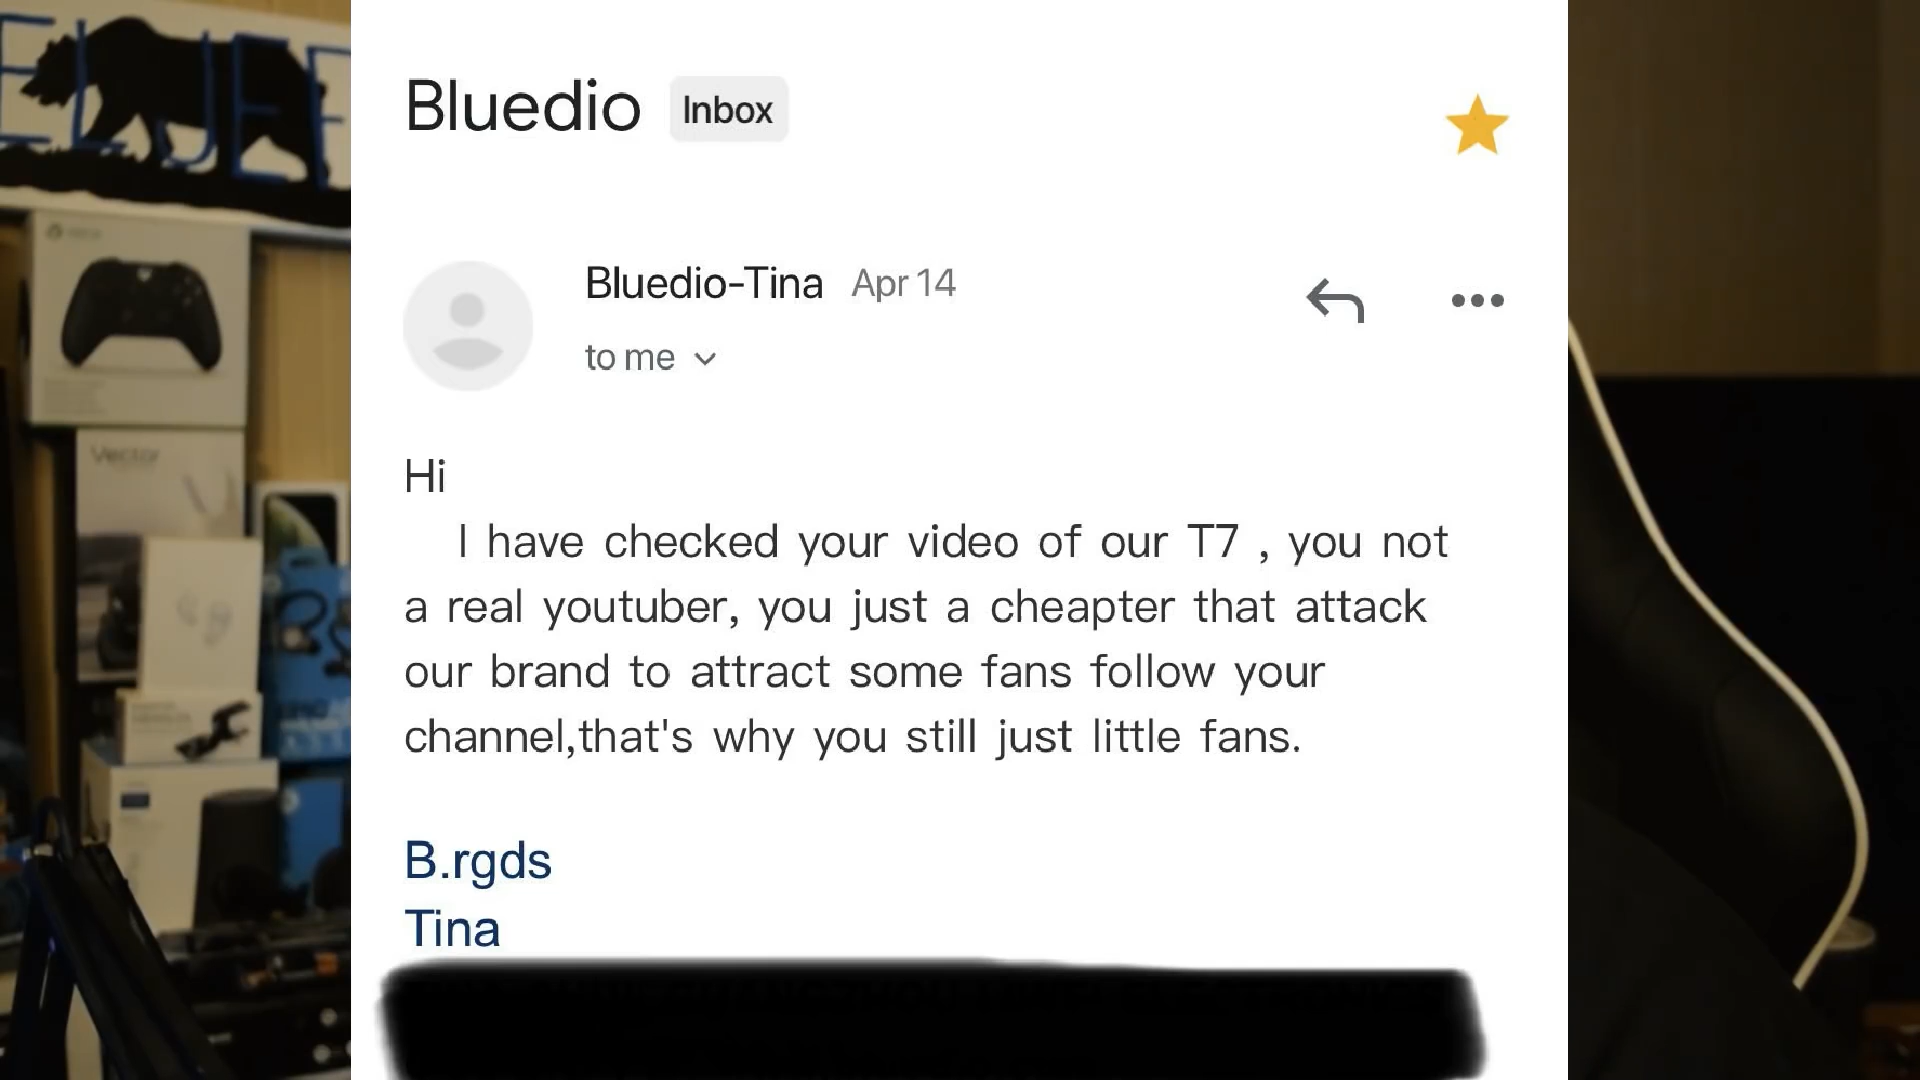 Bluedio Inbox
Bluedio-Tina Apr 14
to me
Hi
I have checked your video of our T7 , you not
a real youtuber, you just a cheapter that attack
our brand to attract some fans follow your
channel,that's why you still just little fans.
B.rgds
Tina
Vector